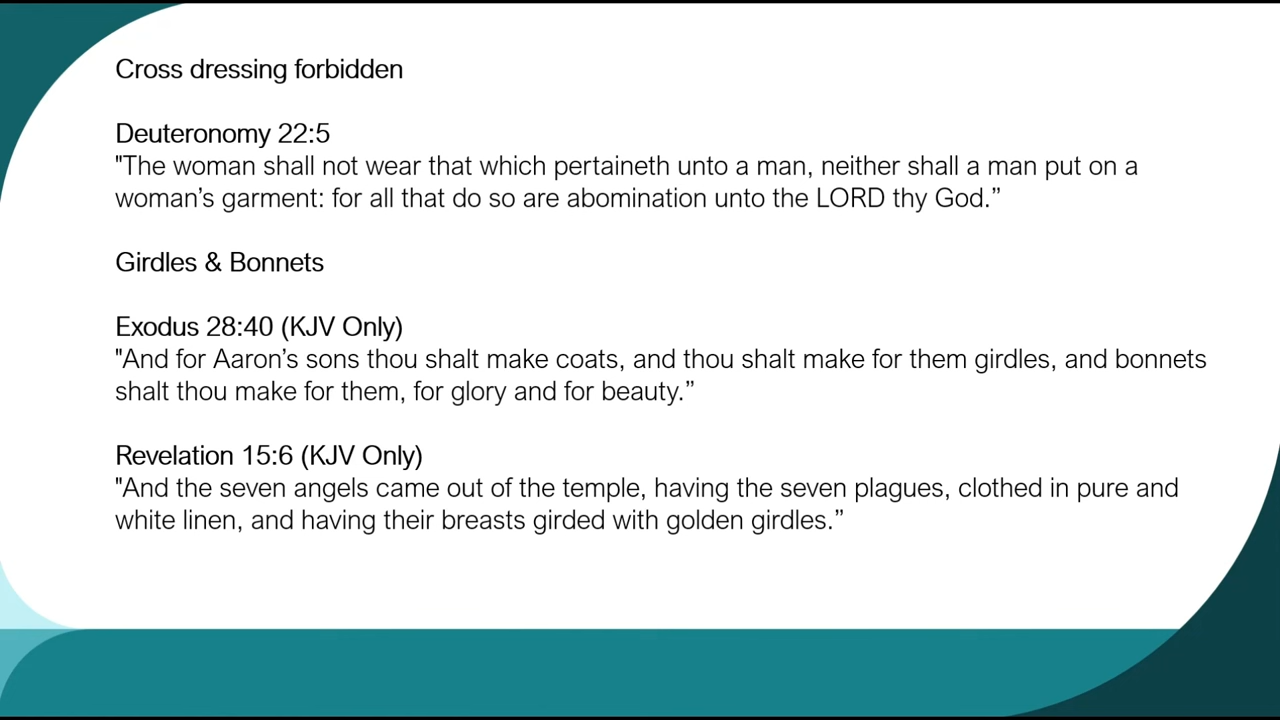 Cross dressing forbidden
Deuteronomy 22:5
"The woman shall not wear that which pertaineth unto a man, neither shall a man put on a
woman’s garment: for all that do so are abomination unto the LORD thy God.”
Girdles & Bonnets
Exodus 28:40 (KJV Only)
"And for Aaron’s sons thou shalt make coats, and thou shalt make for them girdles, and bonnets
shalt thou make for them, for glory and for beauty.”
Revelation 15:6 (KJV Only)
"And the seven angels came out of the temple, having the seven plagues, clothed in pure and
white linen, and having their breasts girded with golden girdles.”